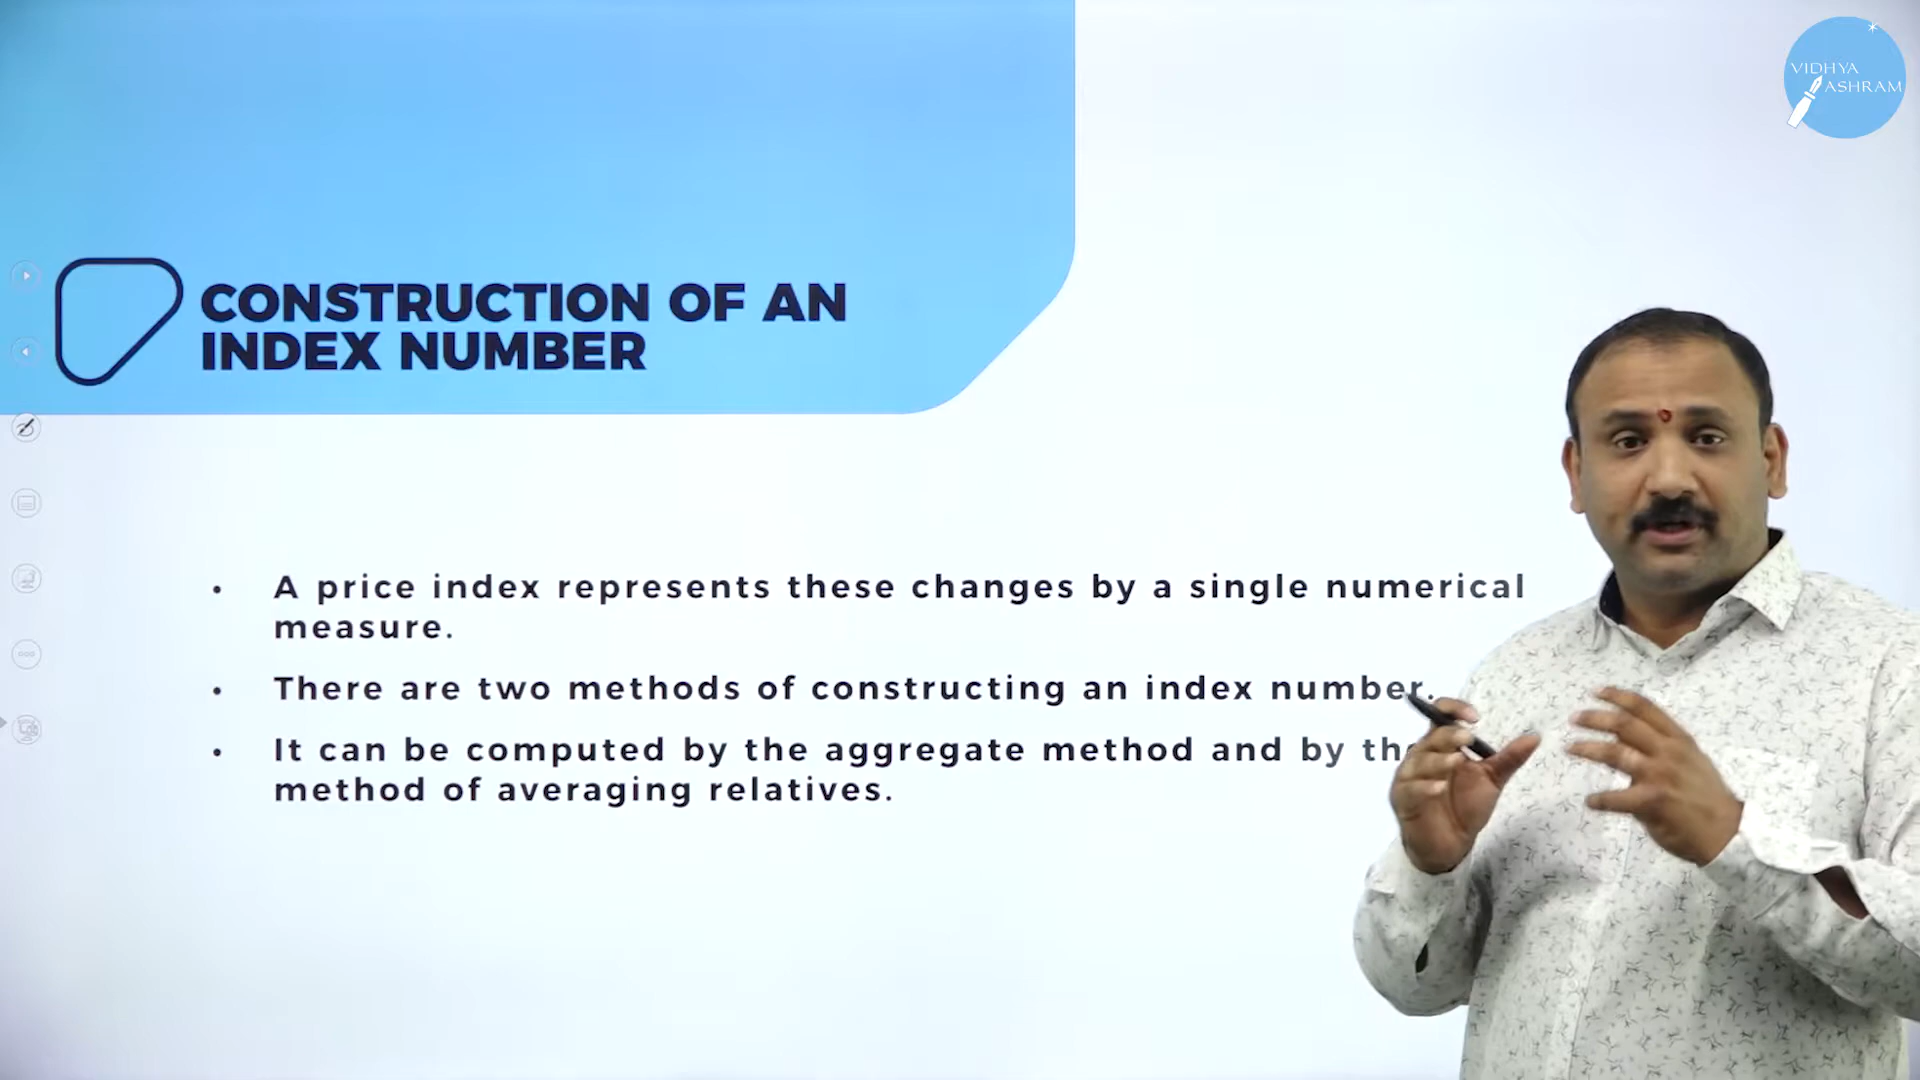 VIDHYA
ASHRAM
CONSTRUCTION OF AN
INDEX NUMBER
• A price index represents these changes by a single numerical
measure.
• There are two methods of constructing an index number.
• It can be computed by the aggregate method and by the
method of averaging relatives.